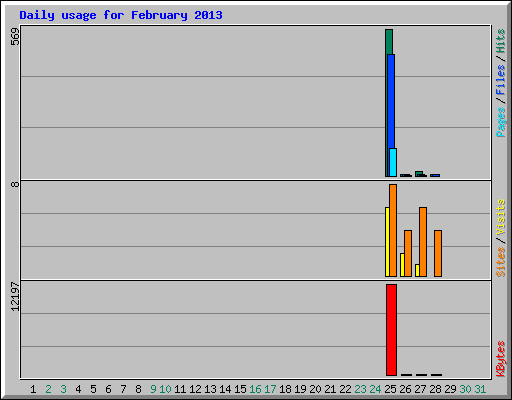 Daily usage for February 2013
569
Pages/Files/Hits
8
Sites/Visits
12197
KBytes
1 2 3 4 5 6 7 8 9 10 11 12 13 14 15 16 17 18 19 20 21 22 23 24 25 26 27 28 29 30 31